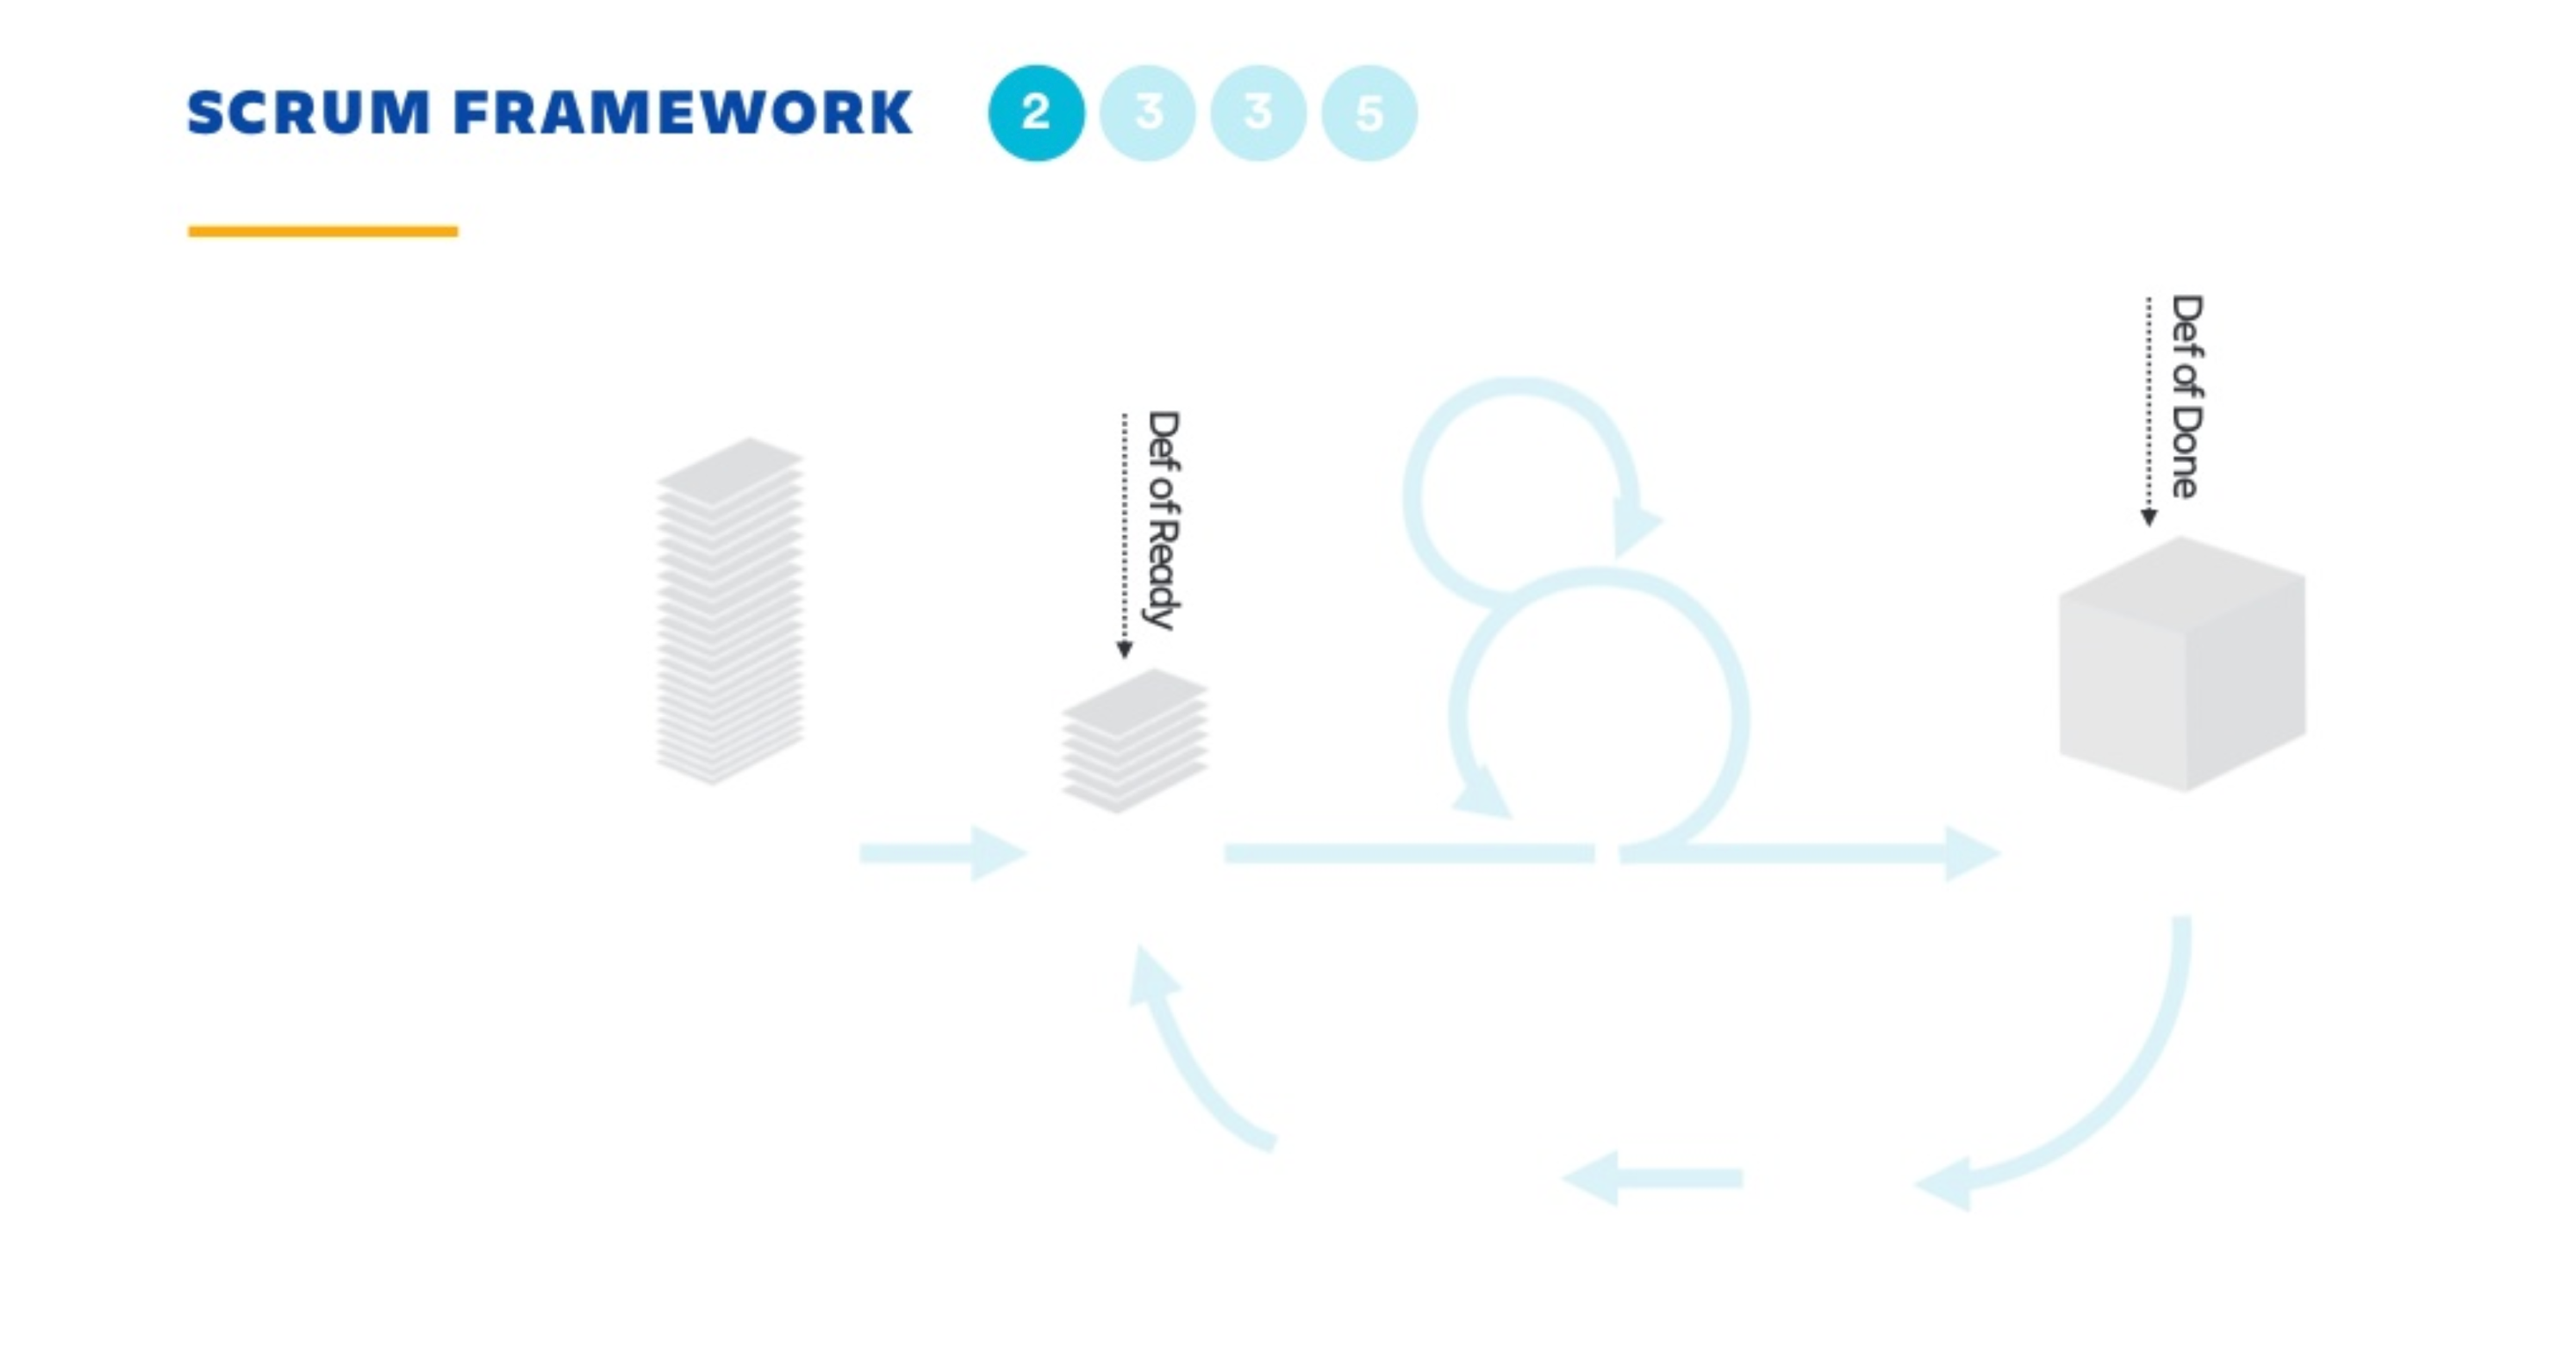 SCRUM FRAMEWORK 2 3 3 5
Def of Ready
Def of Done